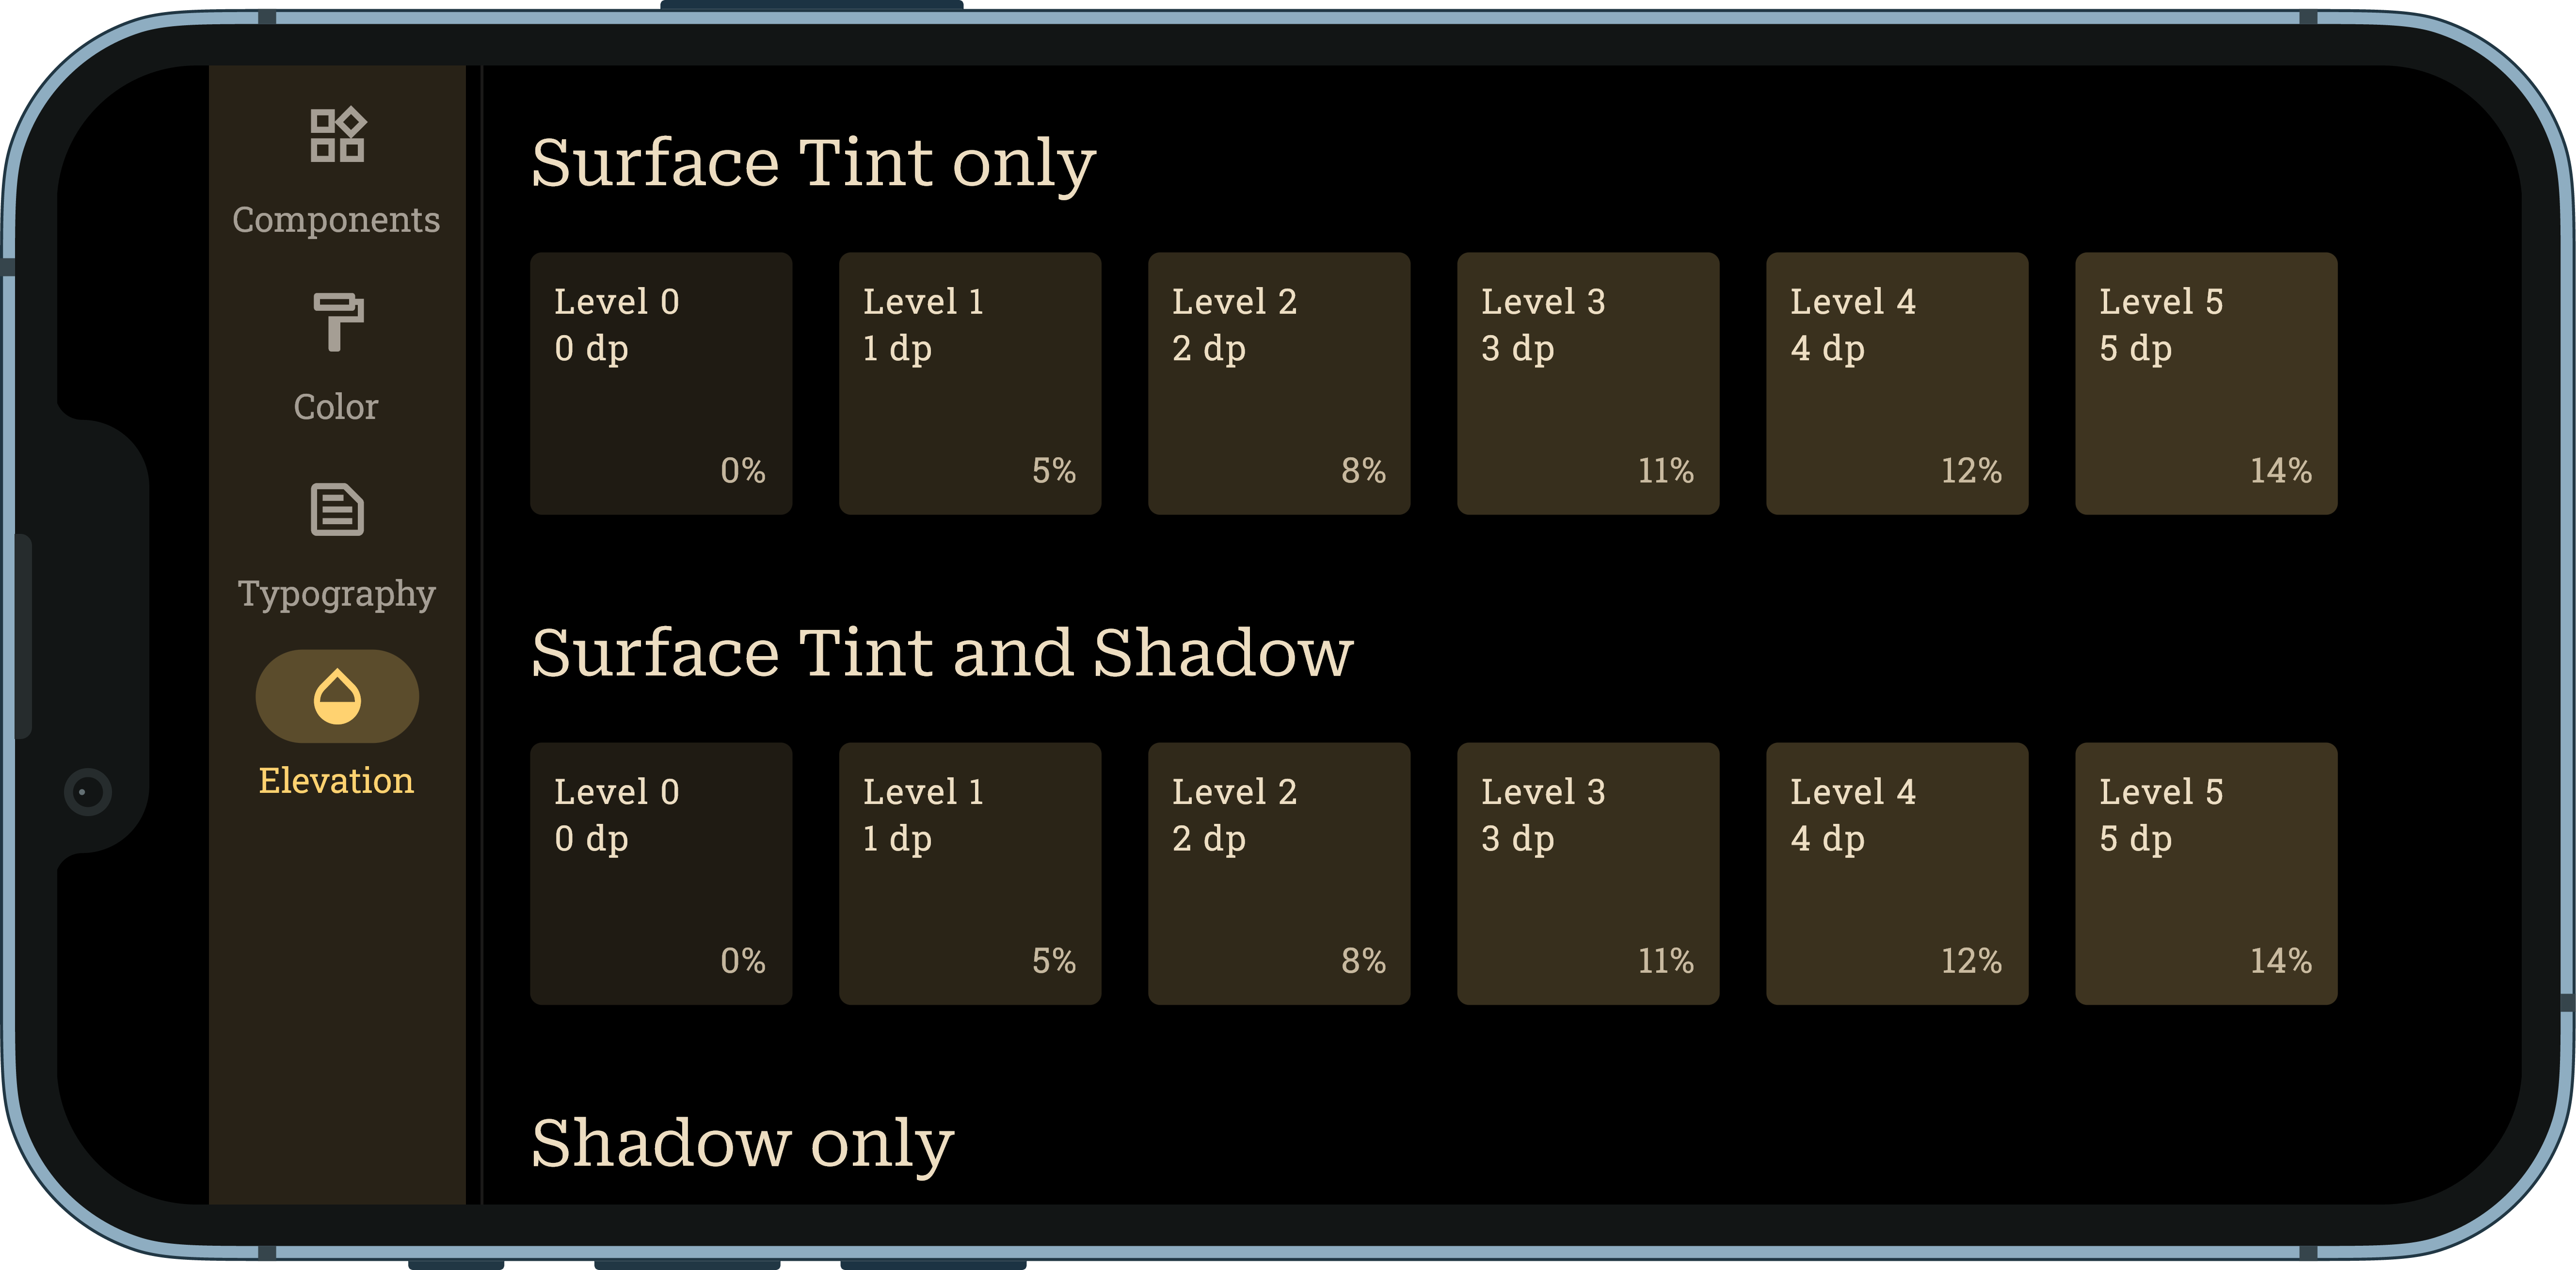 Components
Color
Typography
Elevation
Surface Tint only
Level 0
0 dp
0%
Level 1
1 dp
5%
Level 2
2 dp
8%
Level 3
3 dp
11%
Level 4
4 dp
12%
Level 5
5 dp
14%
Surface Tint and Shadow
Level 0
0 dp
0%
Level 1
1 dp
5%
Level 2
2 dp
8%
Level 3
3 dp
11%
Level 4
4 dp
12%
Level 5
5 dp
14%
Shadow only